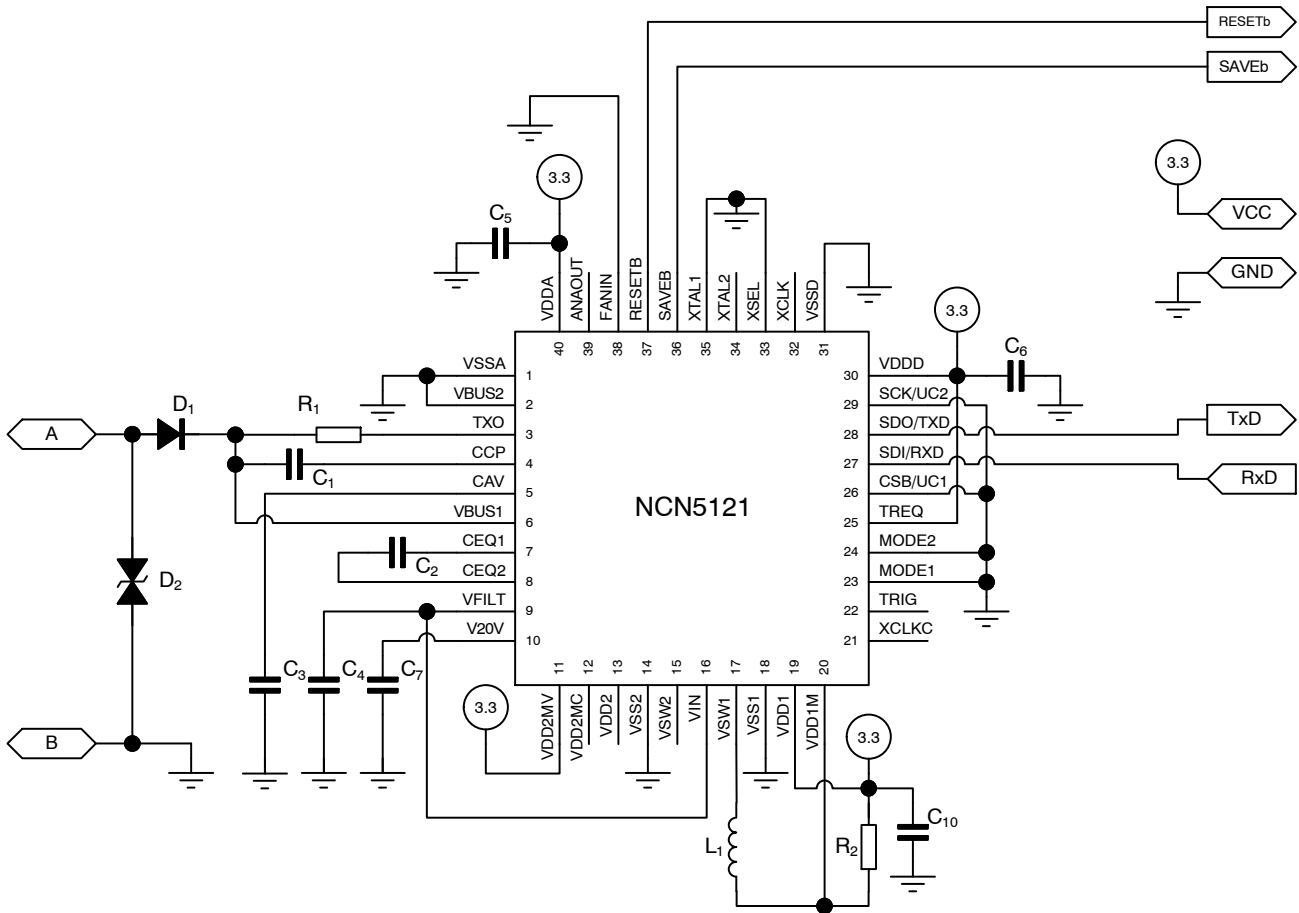 RESETb
SAVEb
3.3
VCC
GND
3.3
C5
VDDA
ANAOUT
FANIN
RESETB
SAVEB
XTAL1
XTAL2
XSEL
XCLK
VSSD
40
39
38
37
36
35
34
33
32
31
3.3
C6
A
D1
R1
C1
D2
B
VSSA
1
VBUS2
2
TXO
3
CCP
4
CAV
5
VBUS1
6
CEQ1
7
C2
CEQ2
8
VFILT
9
V20V
10
C3
C4
C7
NCN5121
30
VDDD
29
SCK/UC2
28
SDO/TXD
TxD
27
SDI/RXD
RxD
26
CSB/UC1
25
TREQ
24
MODE2
23
MODE1
22
TRIG
21
XCLKC
11
12
13
14
15
16
17
18
19
20
VDD2MV
VDD2MC
VDD2
VSS2
VSW2
VIN
VSW1
VSS1
VDD1
VDD1M
3.3
3.3
L1
R2
C10